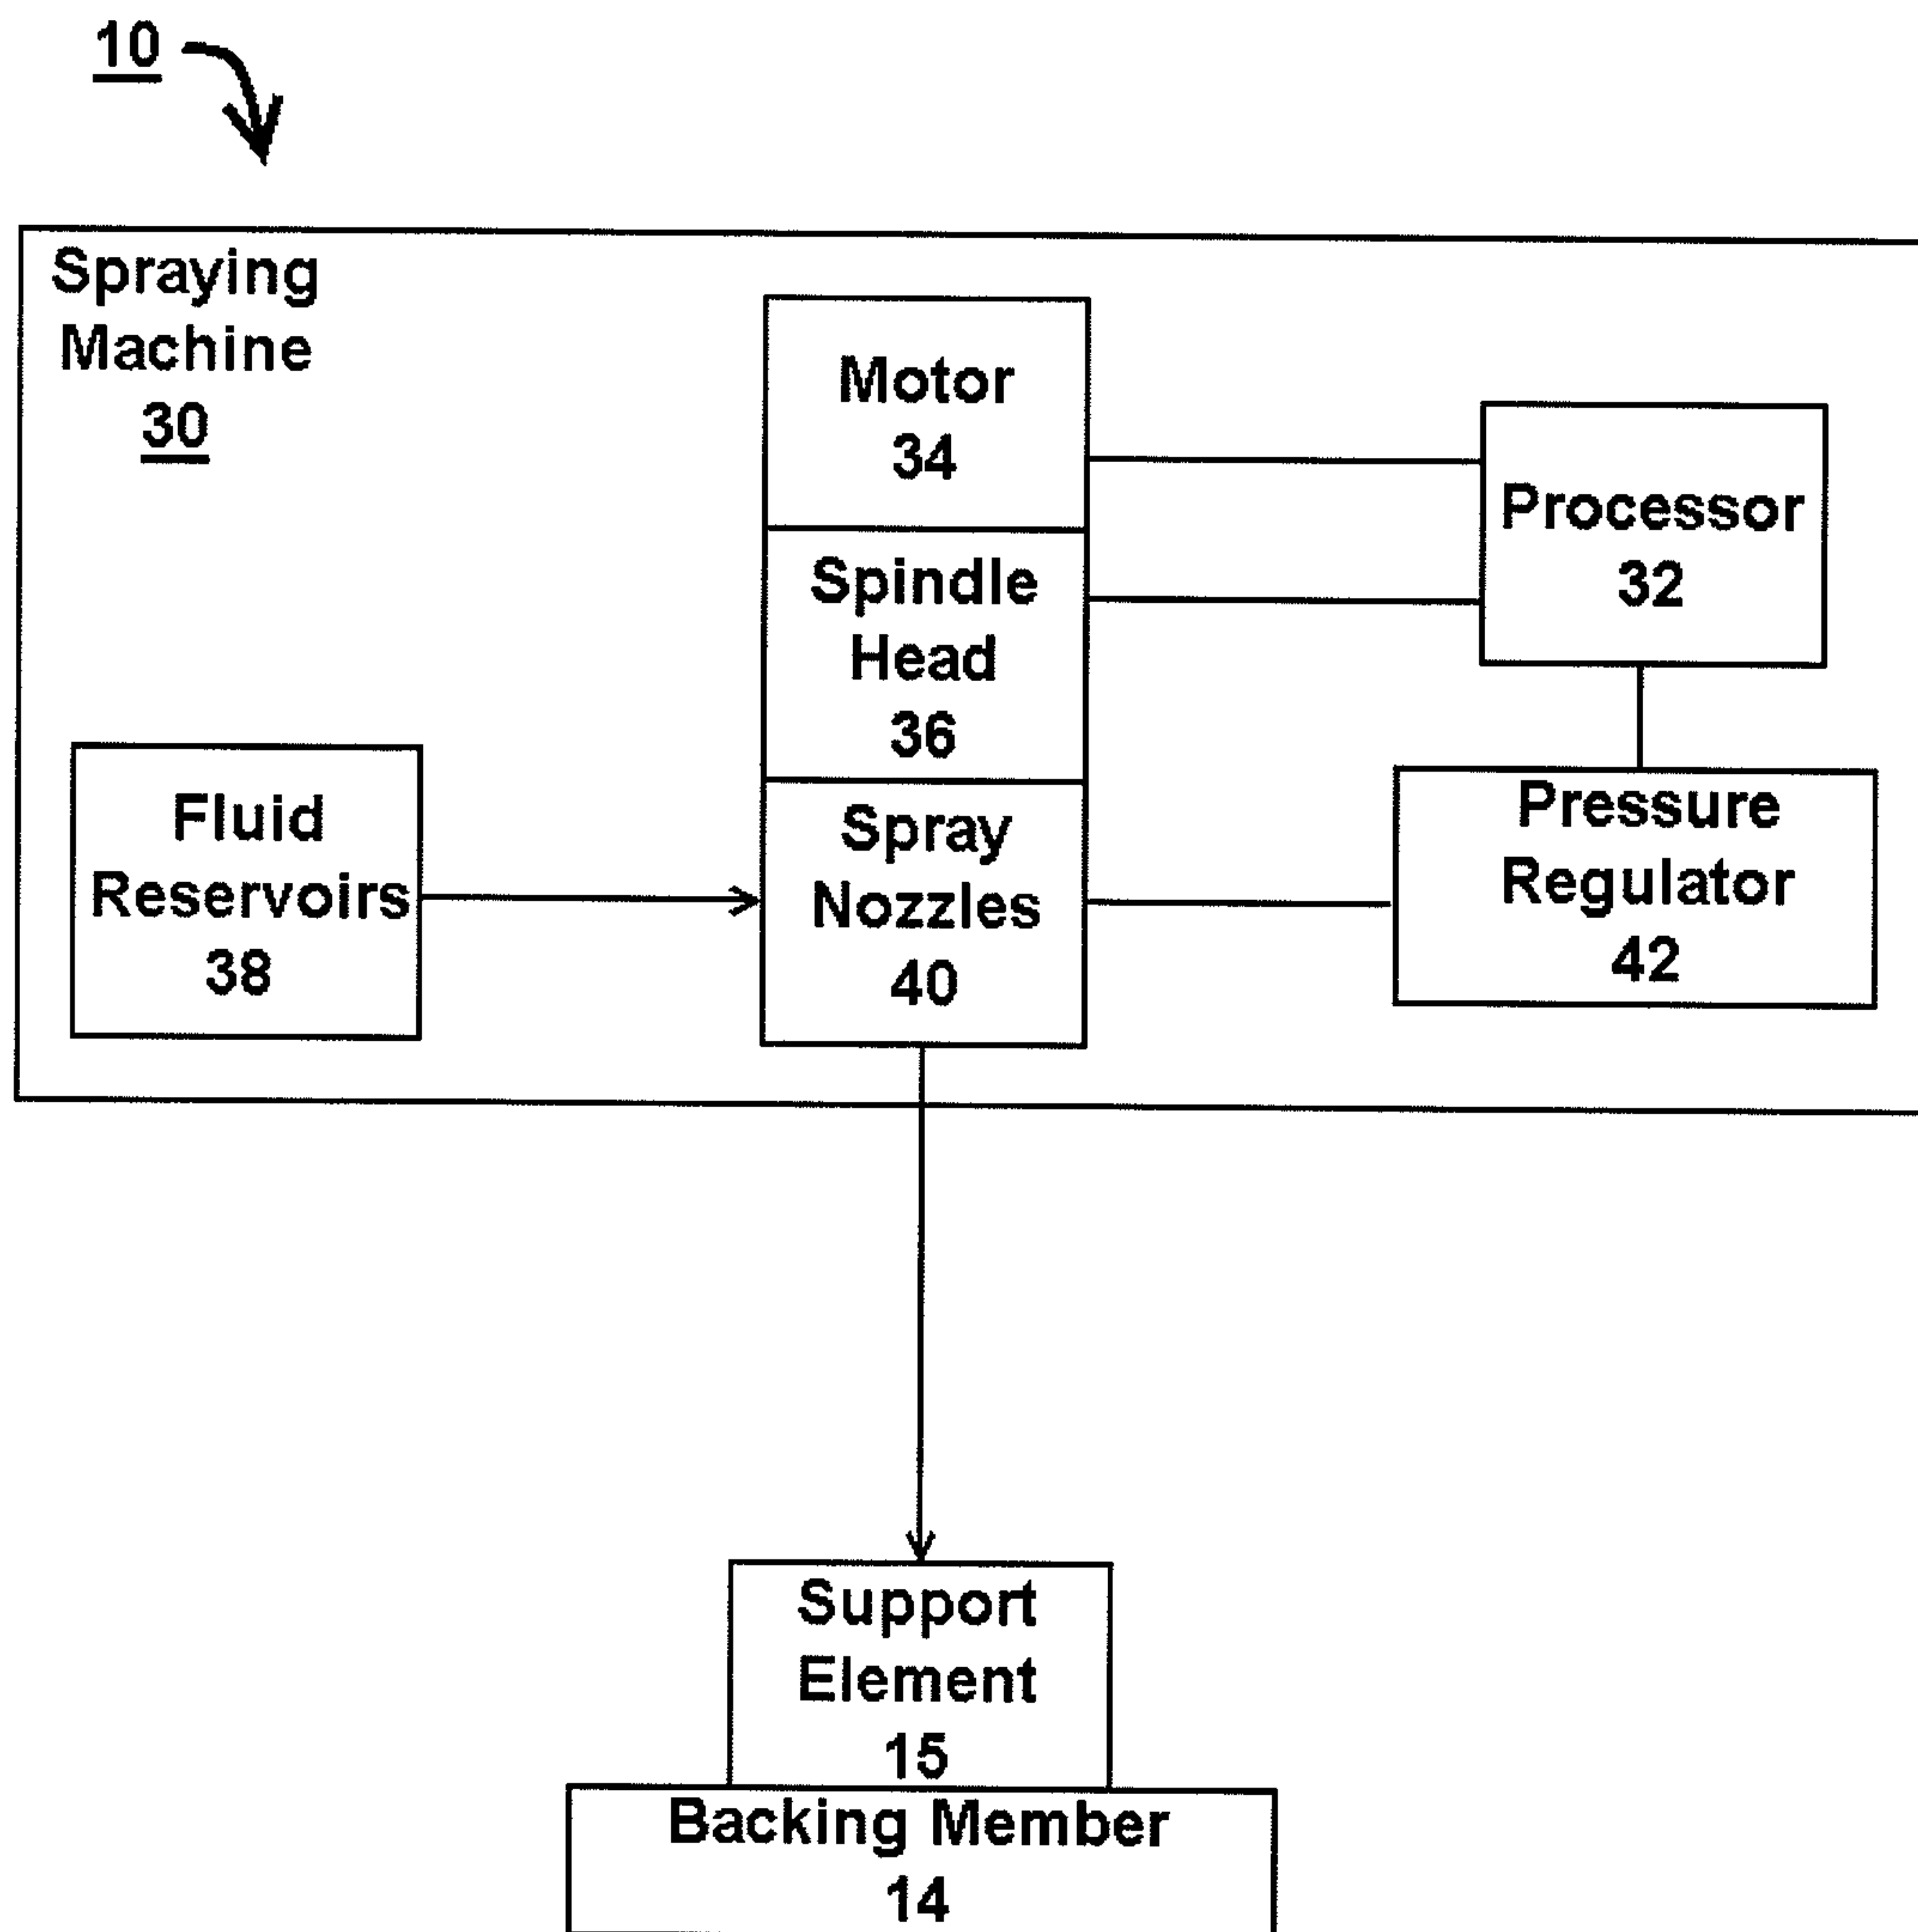 10
Spraying
Machine
30
Motor
34
Spindle
Head
36
Processor
32
Fluid
Reservoirs
38
Spray
Nozzles
40
Pressure
Regulator
42
Support
Element
15
Backing Member
14